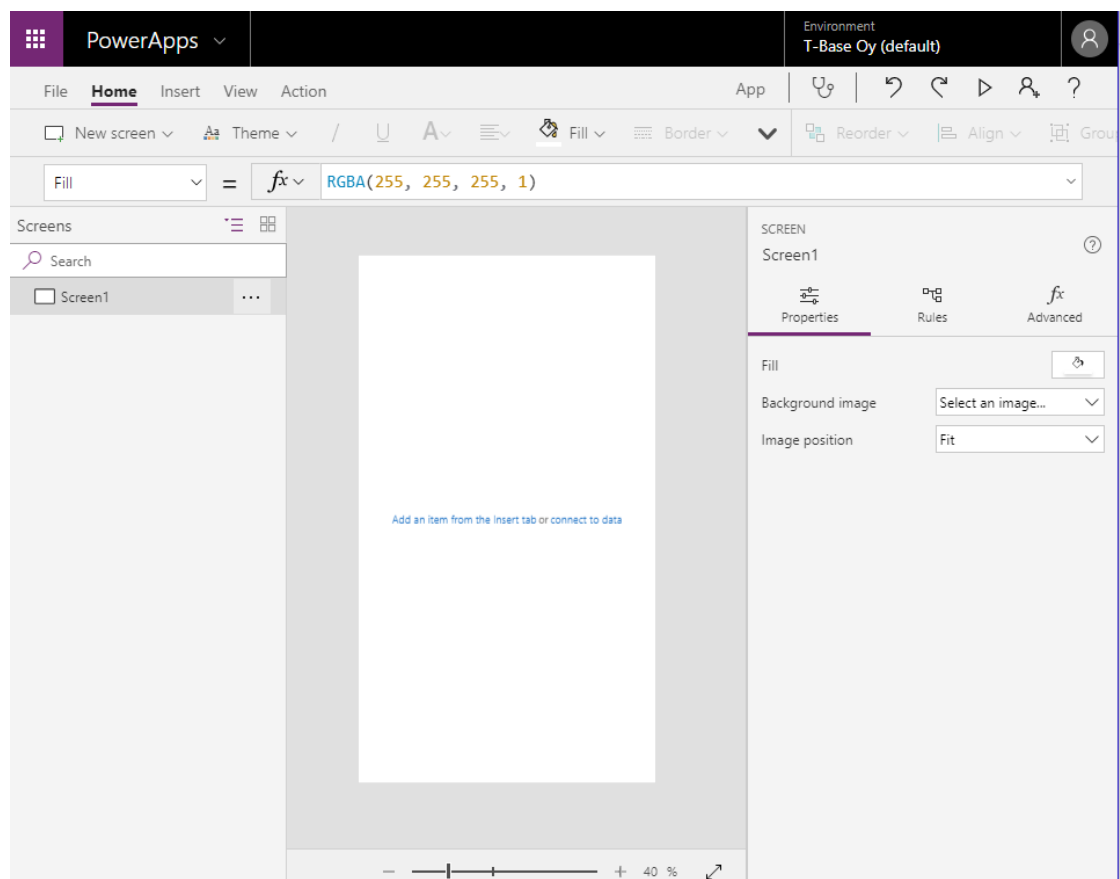 PowerApps
Environment
T-Base Oy (default)
File Home Insert View Action App
New screen Theme / U A Fill Border Reorder Align Grou
Fill = fx RGBA(255, 255, 255, 1)
Screens
Search
Screen1 ...
Add an item from the Insert tab or connect to data
40 %
SCREEN
Screen1
Properties Rules Advanced
Fill
Background image Select an image...
Image position Fit